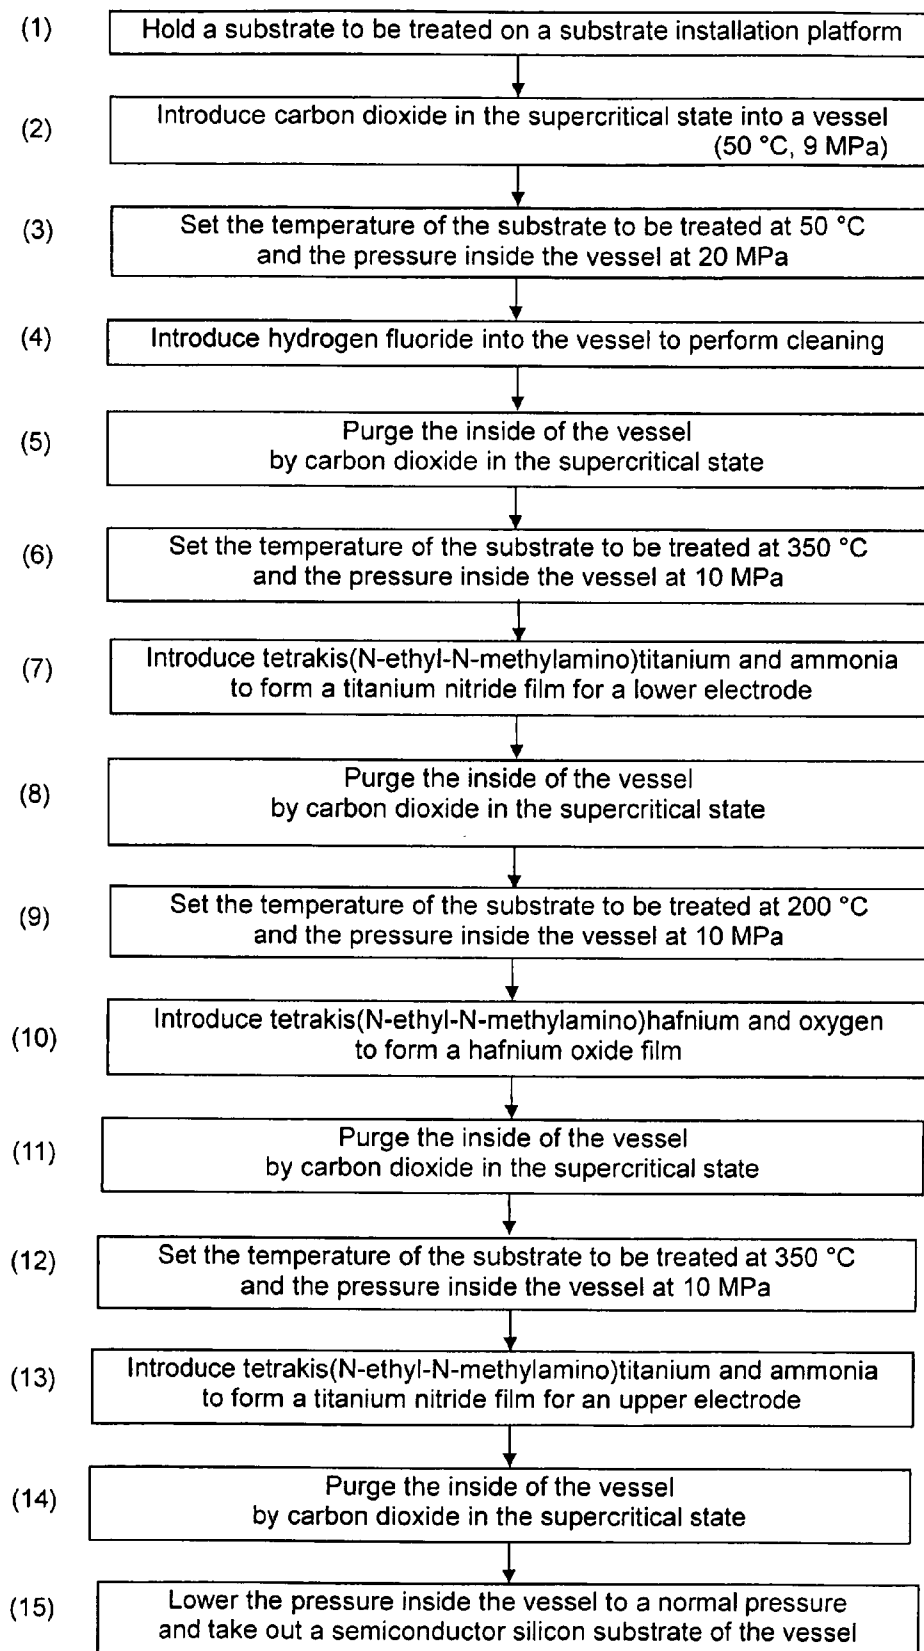 (1) Hold a substrate to be treated on a substrate installation platform
(2) Introduce carbon dioxide in the supercritical state into a vessel
(50 °C, 9 MPa)
(3) Set the temperature of the substrate to be treated at 50 °C
and the pressure inside the vessel at 20 MPa
(4) Introduce hydrogen fluoride into the vessel to perform cleaning
(5) Purge the inside of the vessel
by carbon dioxide in the supercritical state
(6) Set the temperature of the substrate to be treated at 350 °C
and the pressure inside the vessel at 10 MPa
(7) Introduce tetrakis(N-ethyl-N-methylamino)titanium and ammonia
to form a titanium nitride film for a lower electrode
(8) Purge the inside of the vessel
by carbon dioxide in the supercritical state
(9) Set the temperature of the substrate to be treated at 200 °C
and the pressure inside the vessel at 10 MPa
(10) Introduce tetrakis(N-ethyl-N-methylamino)hafnium and oxygen
to form a hafnium oxide film
(11) Purge the inside of the vessel
by carbon dioxide in the supercritical state
(12) Set the temperature of the substrate to be treated at 350 °C
and the pressure inside the vessel at 10 MPa
(13) Introduce tetrakis(N-ethyl-N-methylamino)titanium and ammonia
to form a titanium nitride film for an upper electrode
(14) Purge the inside of the vessel
by carbon dioxide in the supercritical state
(15) Lower the pressure inside the vessel to a normal pressure
and take out a semiconductor silicon substrate of the vessel